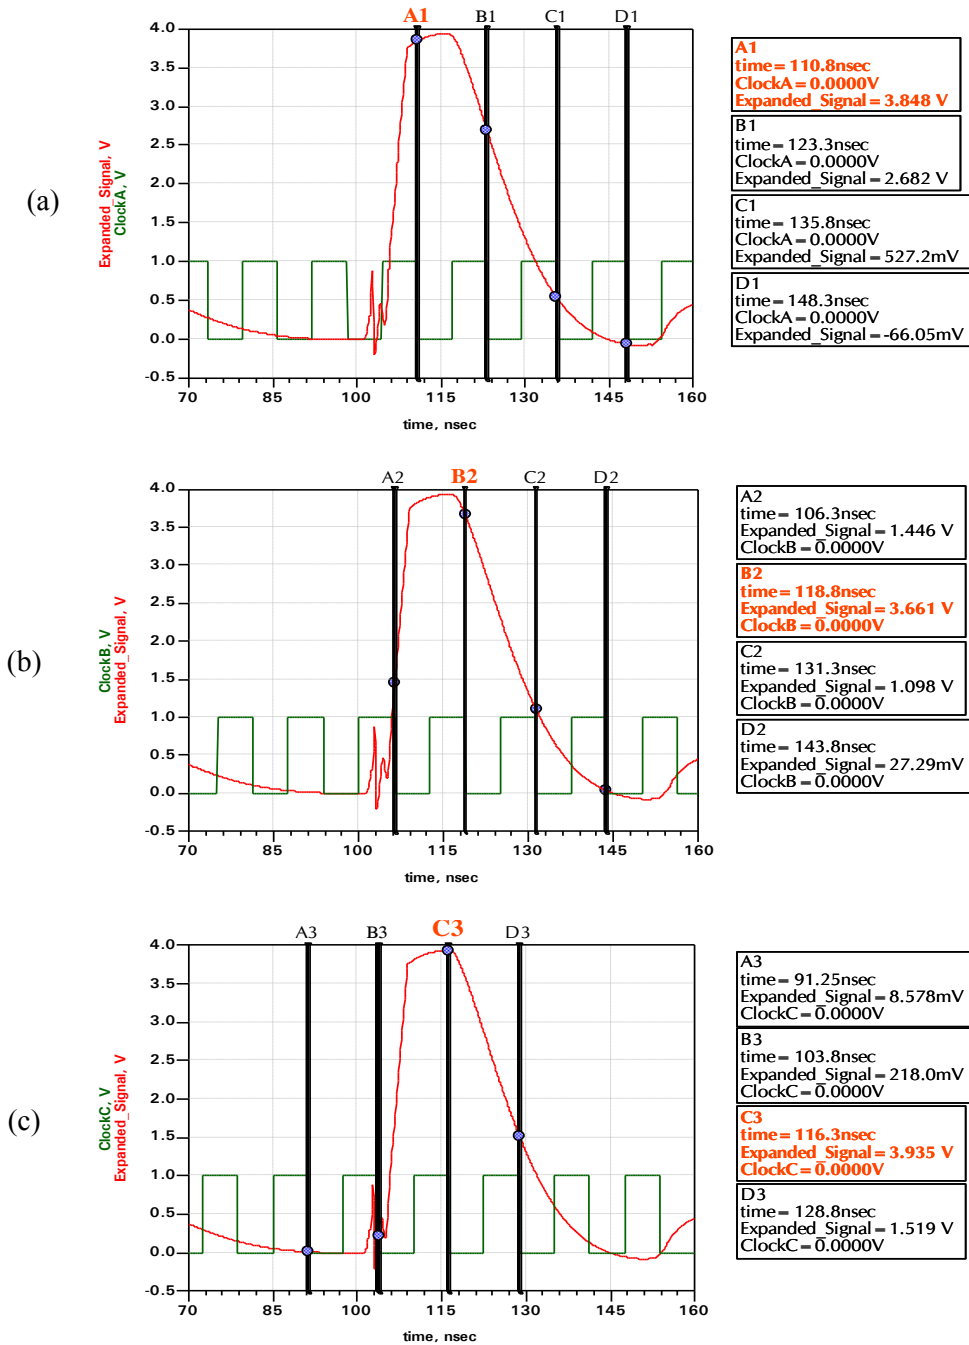 A1 B1 C1 D1
4.0
3.5
3.0
2.5
2.0
1.5
1.0
0.5
0.0
-0.5
70 85 100 115 130 145 160
time, nsec
Expanded_Signal, V
ClockA, V
(a)
A1
time=110.8nsec
ClockA=0.0000V
Expanded_Signal=3.848 V
B1
time=123.3nsec
ClockA=0.0000V
Expanded_Signal=2.682 V
C1
time=135.8nsec
ClockA=0.0000V
Expanded_Signal=527.2mV
D1
time=148.3nsec
ClockA=0.0000V
Expanded_Signal=-66.05mV
A2 B2 C2 D2
4.0
3.5
3.0
2.5
2.0
1.5
1.0
0.5
0.0
-0.5
70 85 100 115 130 145 160
time, nsec
ClockB, V
Expanded_Signal, V
(b)
A2
time=106.3nsec
Expanded_Signal=1.446 V
ClockB=0.0000V
B2
time=118.8nsec
Expanded_Signal=3.661 V
ClockB=0.0000V
C2
time=131.3nsec
Expanded_Signal=1.098 V
ClockB=0.0000V
D2
time=143.8nsec
Expanded_Signal=27.29mV
ClockB=0.0000V
A3 B3 C3 D3
4.0
3.5
3.0
2.5
2.0
1.5
1.0
0.5
0.0
-0.5
70 85 100 115 130 145 160
time, nsec
ClockC, V
Expanded_Signal, V
(c)
A3
time=91.25nsec
Expanded_Signal=8.578mV
ClockC=0.0000V
B3
time=103.8nsec
Expanded_Signal=218.0mV
ClockC=0.0000V
C3
time=116.3nsec
Expanded_Signal=3.935 V
ClockC=0.0000V
D3
time=128.8nsec
Expanded_Signal=1.519 V
ClockC=0.0000V